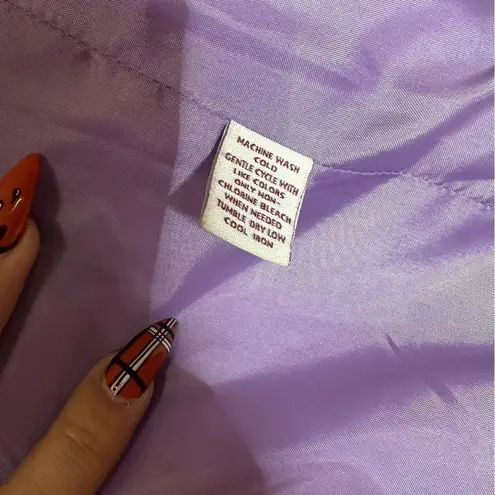 MACHINE WASH
COLD
GENTLE CYCLE WITH
LIKE COLORS
ONLY NON-
CHLORINE BLEACH
WHEN NEEDED
TUMBLE DRY LOW
COOL IRON